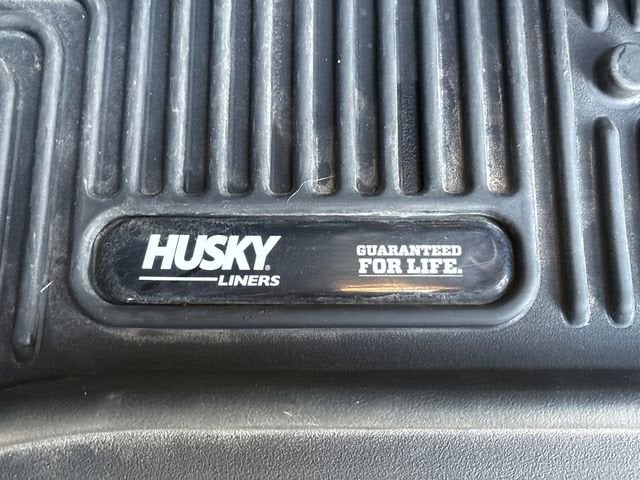 HUSKY®
LINERS
GUARANTEED
FOR LIFE.